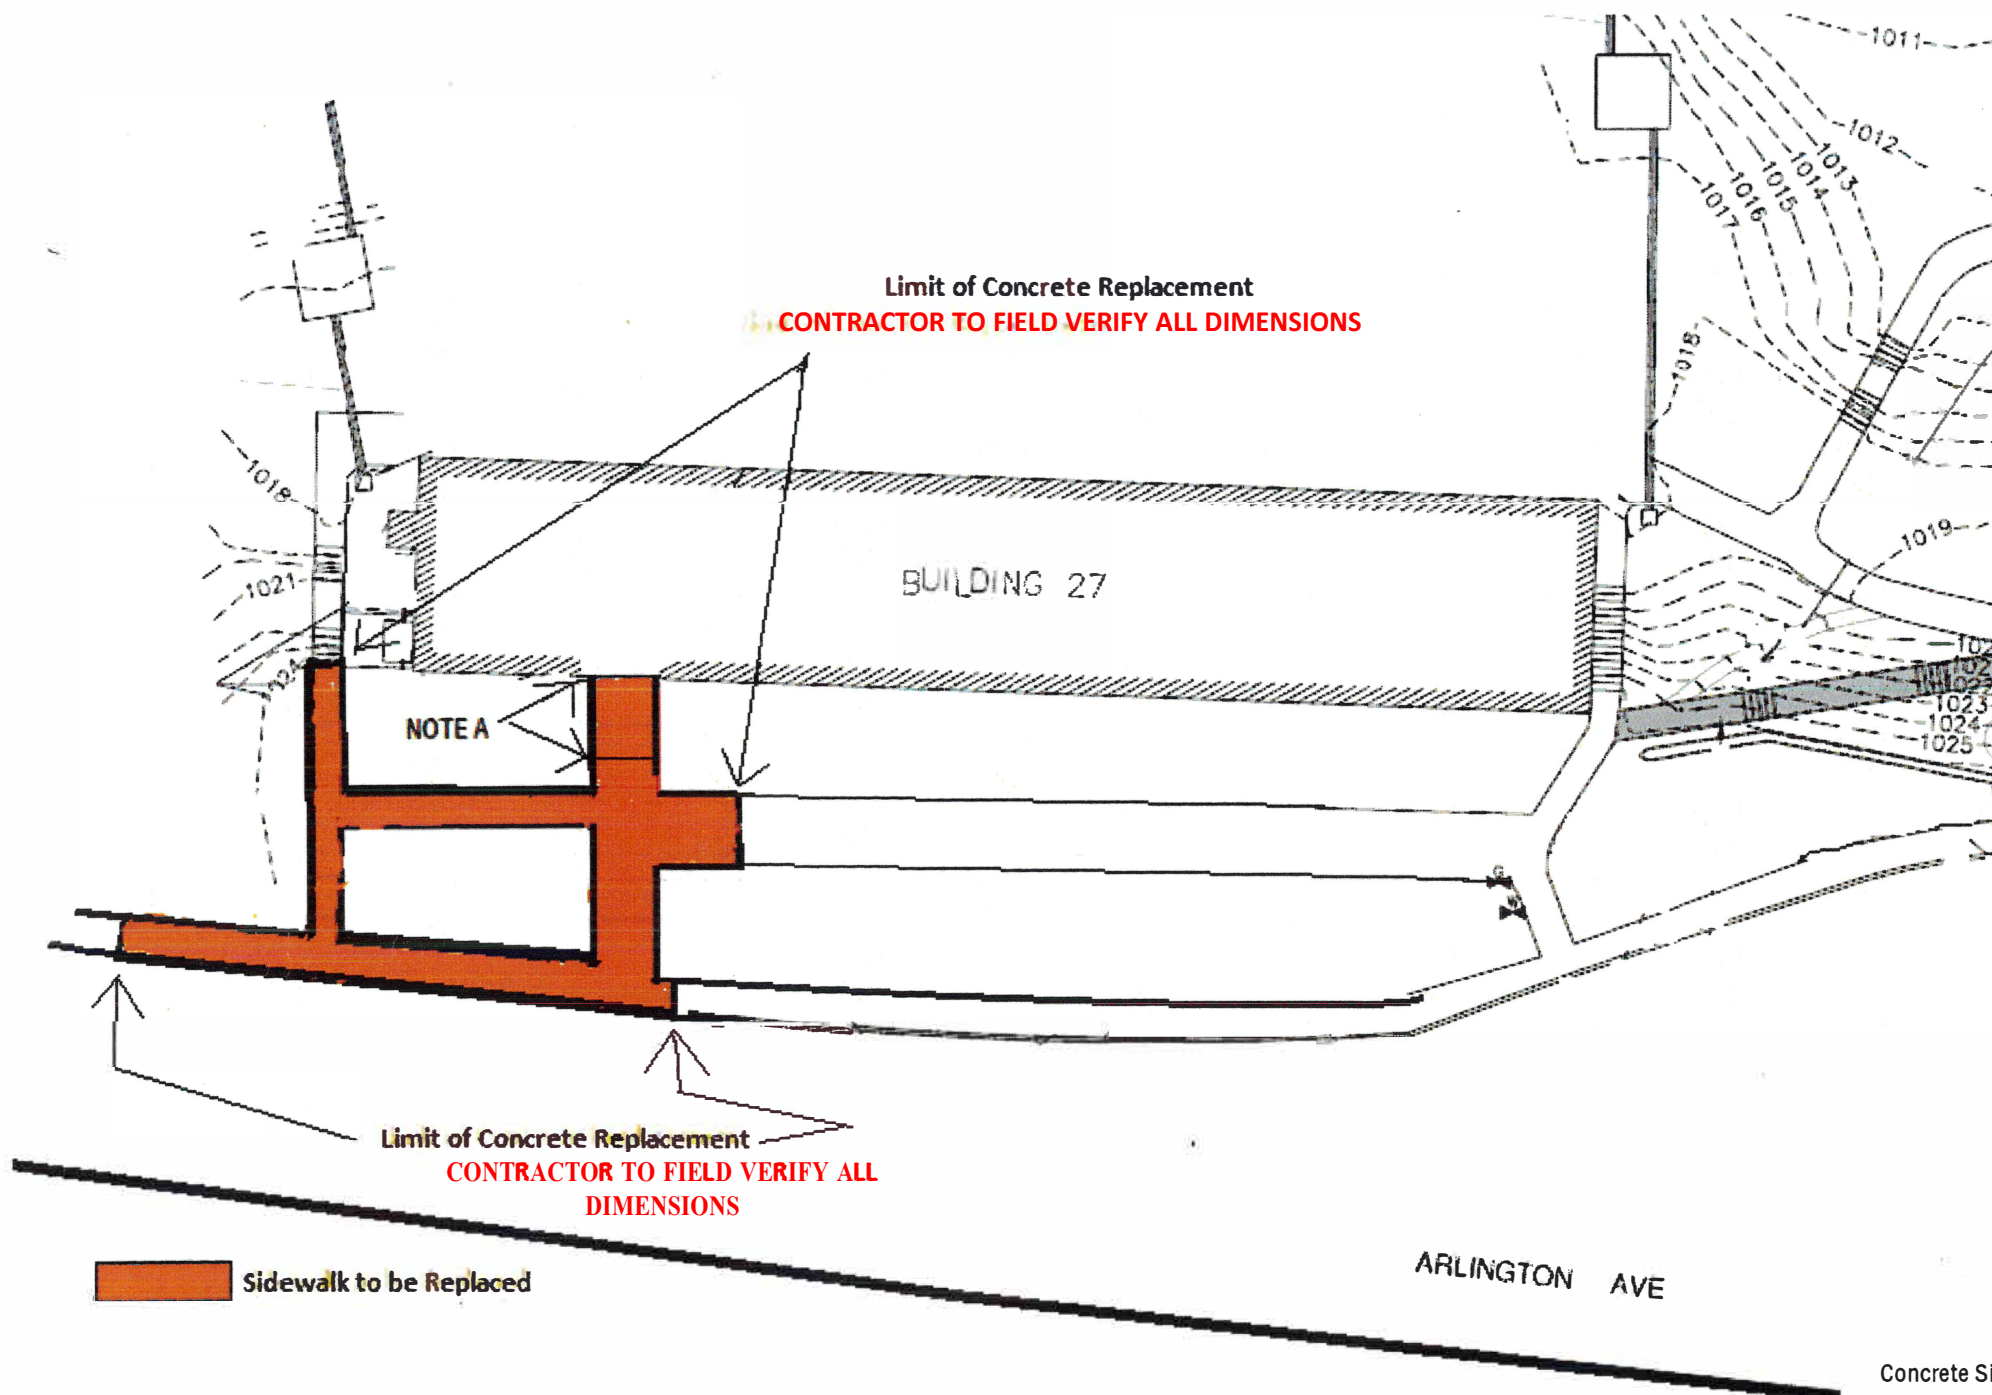 1011
1012
1013
1014
1015
1016
1017
Limit of Concrete Replacement
CONTRACTOR TO FIELD VERIFY ALL DIMENSIONS
1018
1018
1019
1021
BUILDING 27
1023
1024
1025
NOTE A
G
Limit of Concrete Replacement
CONTRACTOR TO FIELD VERIFY ALL
DIMENSIONS
Sidewalk to be Replaced
ARLINGTON AVE
Concrete Si